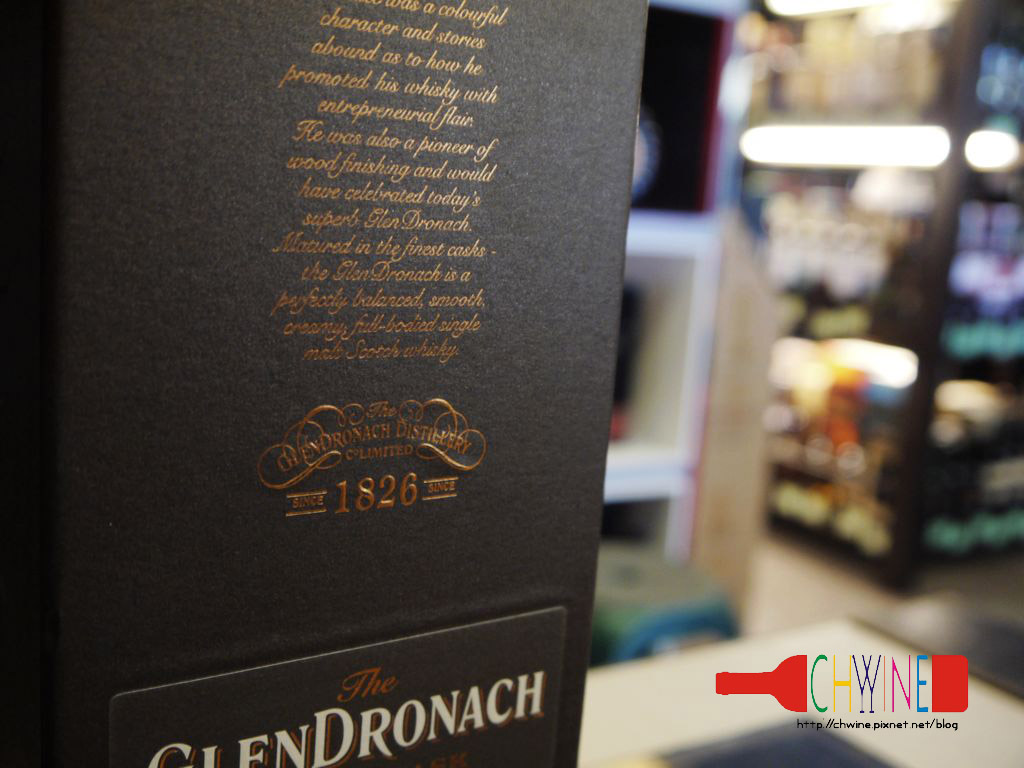 was a colourful
character and stories
abound as to how he
promoted his whisky with
entrepreneurial flair.
He was also a pioneer of
wood finishing and would
have celebrated today's
superb GlenDronach.
Matured in the finest casks -
the GlenDronach is a
perfectly balanced, smooth,
creamy, full-bodied single
malt Scotch whisky.
The
GLENDRONACH DISTILLERY
Co LIMITED
SINCE 1826 SINCE
The
GLENDRONACH
CHWINE
http://chwine.pixnet.net/blog